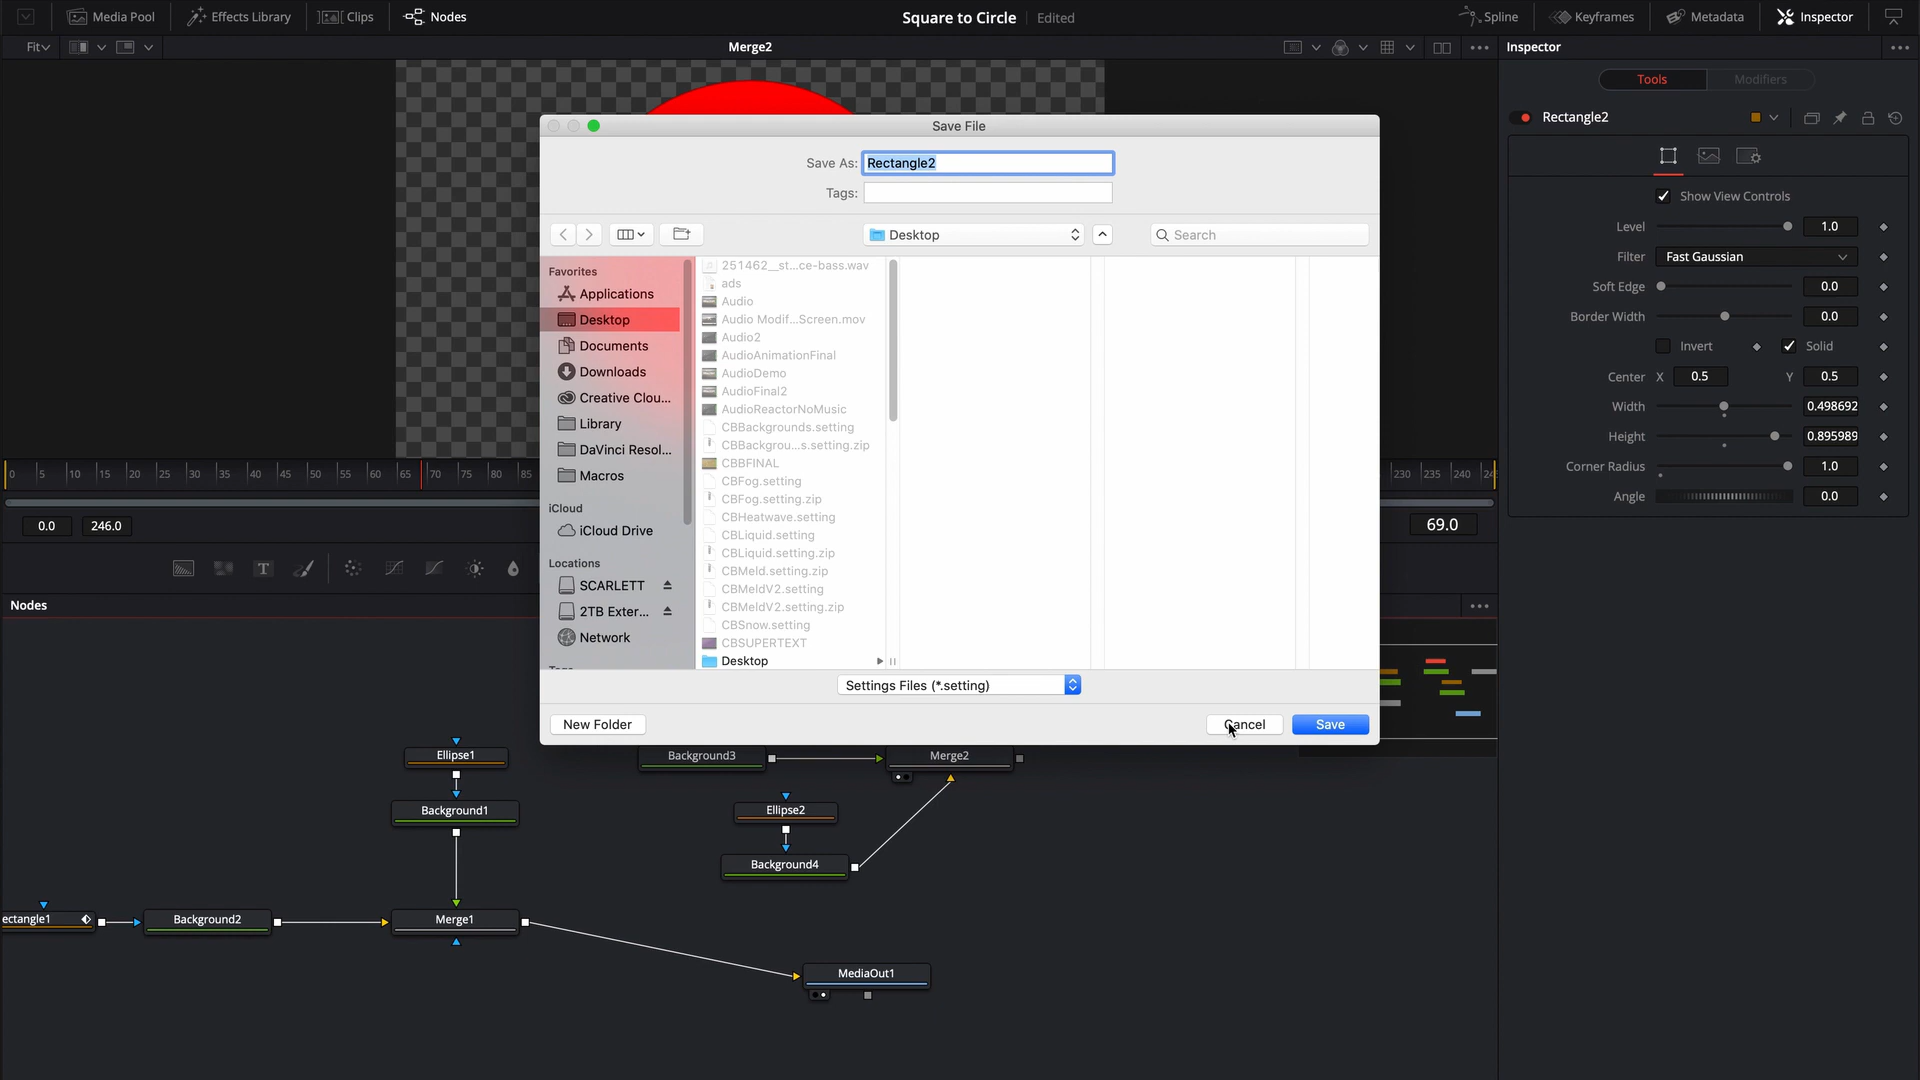 Media Pool Effects Library Clips Nodes Square to Circle Edited Spline Keyframes Metadata Inspector
Fit Merge2 Inspector
Tools Modifiers
Rectangle2
Show View Controls
Level 1.0
Filter Fast Gaussian
Soft Edge 0.0
Border Width 0.0
Invert Solid
Center X 0.5 Y 0.5
Width 0.498692
Height 0.895989
Corner Radius 1.0
Angle 0.0
Save File
Save As: Rectangle2
Tags:
Desktop Search
Favorites
Applications
Desktop
Documents
Downloads
Creative Clou...
Library
DaVinci Resol...
Macros
iCloud
iCloud Drive
Locations
SCARLETT
2TB Exter...
Network
251462__st...ce-bass.wav
ads
Audio
Audio Modif...Screen.mov
Audio2
AudioAnimationFinal
AudioDemo
AudioFinal2
AudioReactorNoMusic
CBBackgrounds.setting
CBBackgrou...s.setting.zip
CBBFINAL
CBFog.setting
CBFog.setting.zip
CBHeatwave.setting
CBLiquid.setting
CBLiquid.setting.zip
CBMeld.setting.zip
CBMeldV2.setting
CBMeldV2.setting.zip
CBSnow.setting
CBSUPERTEXT
Desktop
Settings Files (*.setting)
New Folder Cancel Save
0 5 10 15 20 25 30 35 40 45 50 55 60 65 70 75 80 85 230 235 240
0.0 246.0 69.0
T
Nodes
Ellipse1 Background3 Merge2
Background1 Ellipse2
Background4
ectangle1 Background2 Merge1
MediaOut1